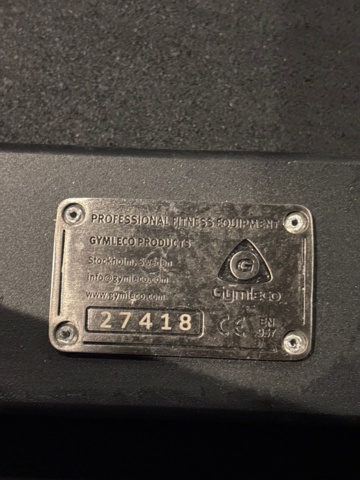 PROFESSIONAL FITNESS EQUIPMENT
GYMLECO PRODUCTS
Stockholm, Sweden
info@gymleco.com
www.gymleco.com
27418
G
Gymleco
CE
EN
957